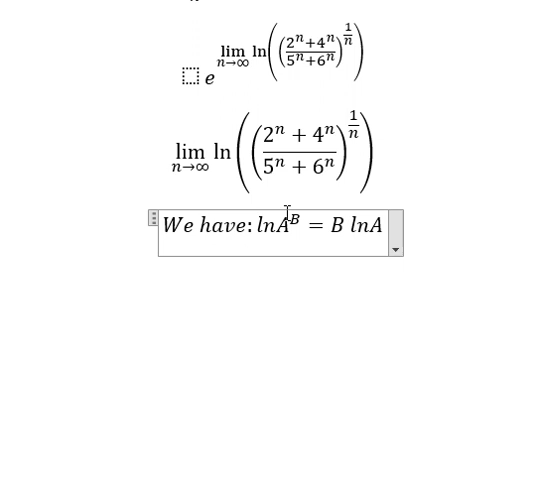 e^{\lim_{n→∞} ln(((2^n+4^n)/(5^n+6^n))^{1/n})}
\lim_{n→∞} ln(((2^n + 4^n)/(5^n + 6^n))^{1/n})
We have: lnA^B = B lnA